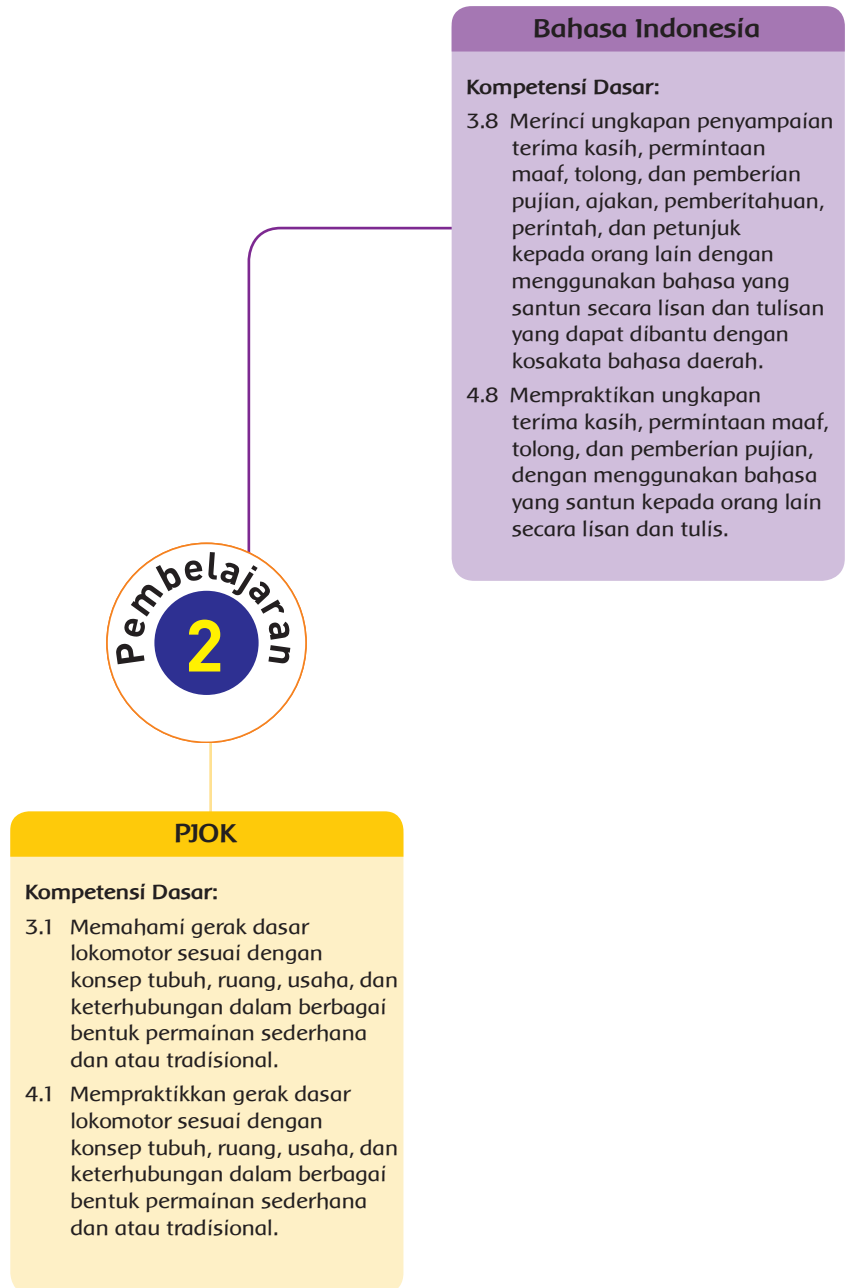 Bahasa Indonesia
Kompetensi Dasar:
3.8 Merinci ungkapan penyampaian
terima kasih, permintaan
maaf, tolong, dan pemberian
pujian, ajakan, pemberitahuan,
perintah, dan petunjuk
kepada orang lain dengan
menggunakan bahasa yang
santun secara lisan dan tulisan
yang dapat dibantu dengan
kosakata bahasa daerah.
4.8 Mempraktikan ungkapan
terima kasih, permintaan maaf,
tolong, dan pemberian pujian,
dengan menggunakan bahasa
yang santun kepada orang lain
secara lisan dan tulis.
Pembelajaran
2
PJOK
Kompetensi Dasar:
3.1 Memahami gerak dasar
lokomotor sesuai dengan
konsep tubuh, ruang, usaha, dan
keterhubungan dalam berbagai
bentuk permainan sederhana
dan atau tradisional.
4.1 Mempraktikkan gerak dasar
lokomotor sesuai dengan
konsep tubuh, ruang, usaha, dan
keterhubungan dalam berbagai
bentuk permainan sederhana
dan atau tradisional.